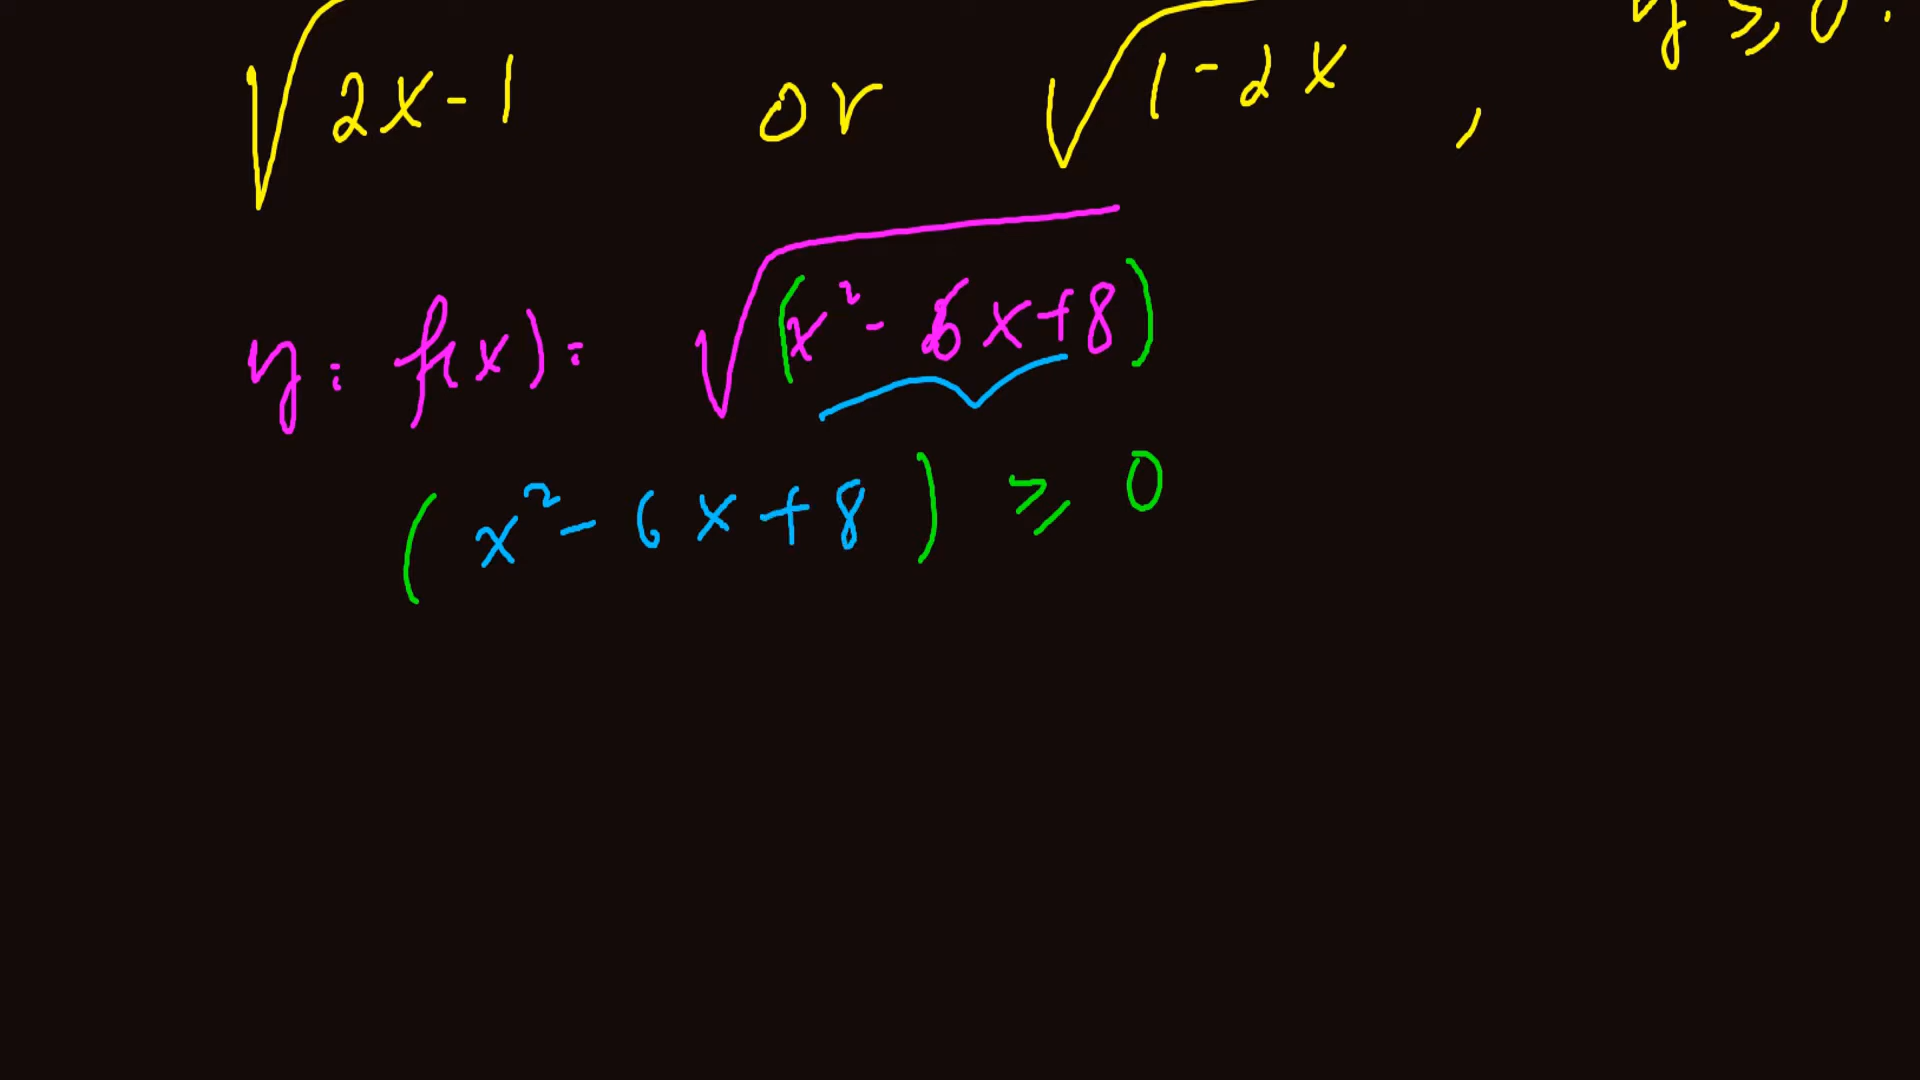 √2x-1 or √1-2x , y ⩾ 0.
y = f(x) = √(x²-6x+8)
(x²-6x+8) ⩾ 0